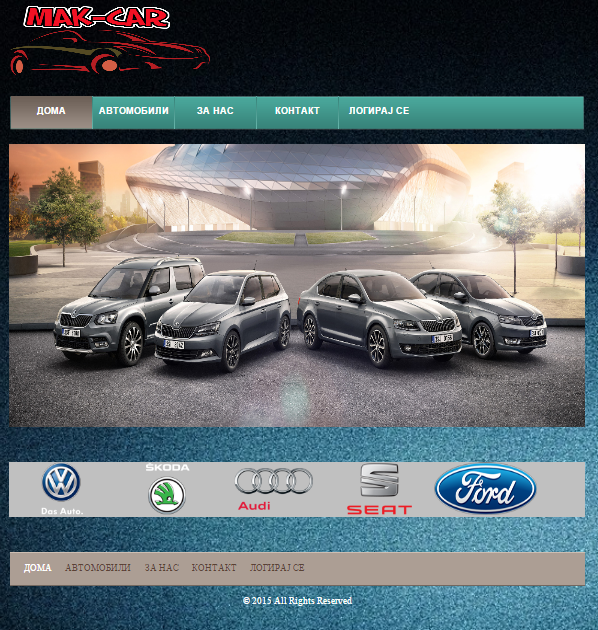 MAK-CAR
ДОМА АВТОМОБИЛИ ЗА НАС КОНТАКТ ЛОГИРАЈ СЕ
ŠKODA
Das Auto.
Audi
SEAT
Ford
ДОМА АВТОМОБИЛИ ЗА НАС КОНТАКТ ЛОГИРАЈ СЕ
© 2015 All Rights Reserved